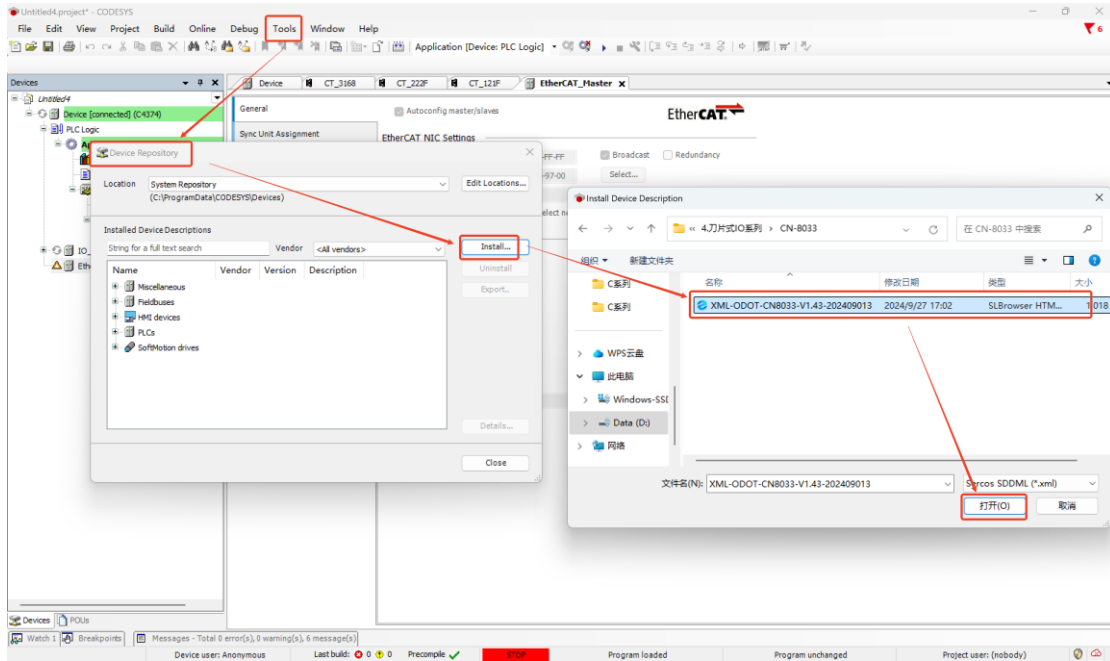 Untitled4.project* - CODESYS
File Edit View Project Build Online Debug Tools Window Help
6
Application [Device: PLC Logic]
Devices
Device CT_3168 CT_222F CT_121F EtherCAT_Master
Untitled4
Device [connected] (C4374)
PLC Logic
General
Autoconfig master/slaves
EtherCAT
Sync Unit Assignment
EtherCAT NIC Settings
-FF-FF
Broadcast
Redundancy
-97-00
Select...
IO_
Eth
Device Repository
Location
System Repository
Edit Locations...
(C:\ProgramData\CODESYS\Devices)
Installed Device Descriptions
String for a full text search
Vendor
<All vendors>
Install...
Name Vendor Version Description
Uninstall
Export...
Miscellaneous
Fieldbuses
HMI devices
PLCs
SoftMotion drives
Details...
Close
Install Device Description
« 4.刀片式IO系列 › CN-8033
在 CN-8033 中搜索
组织
新建文件夹
名称
修改日期
类型
大小
C系列
C系列
XML-ODOT-CN8033-V1.43-202409013 2024/9/27 17:02 SLBrowser HTM... 1,018
WPS云盘
此电脑
Windows-SSD
Data (D:)
网络
文件名(N):
XML-ODOT-CN8033-V1.43-202409013
Sercos SDDML (*.xml)
打开(O)
取消
Devices
POUs
Watch 1
Breakpoints
Messages - Total 0 error(s), 0 warning(s), 6 message(s)
Device user: Anonymous
Last build: 0 0
Precompile
STOP
Program loaded
Program unchanged
Project user: (nobody)